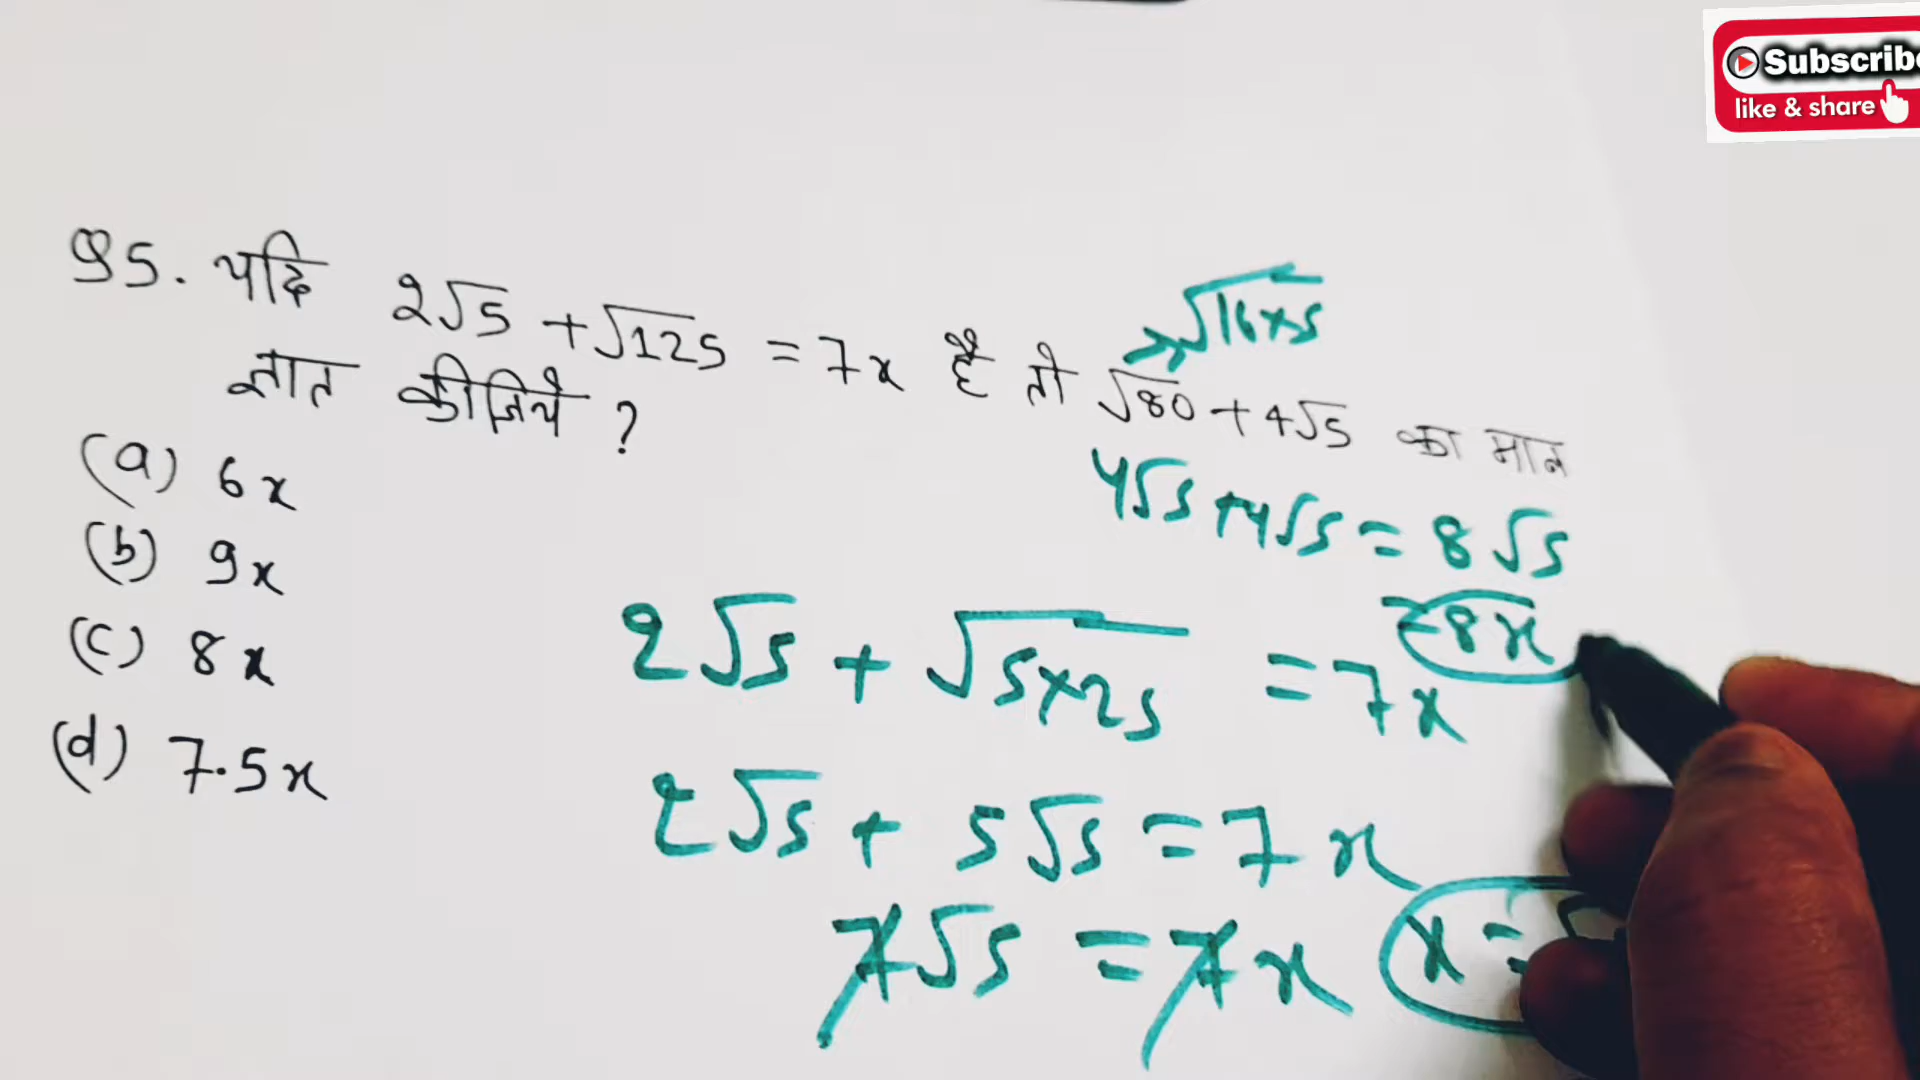 Subscribe
like & share
Q5. यदि 2√5 + √125 = 7x है तो √80 + 4√5 का मान
ज्ञात कीजिये ?
(a) 6x
(b) 9x
(c) 8x
(d) 7.5x
√16×5
4√5 + 4√5 = 8√5
= 8x
2√5 + √5×25 = 7x
2√5 + 5√5 = 7x
7√5 = 7x
x =